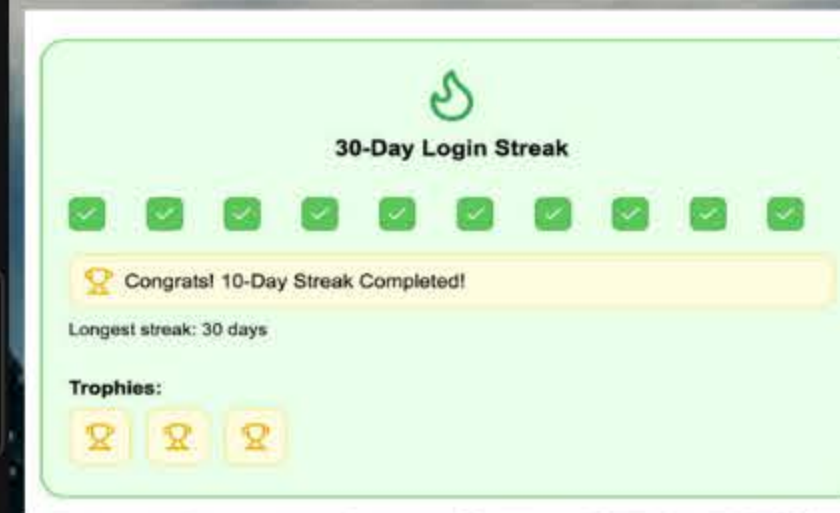 30-Day Login Streak
Congrats! 10-Day Streak Completed!
Longest streak: 30 days
Trophies: